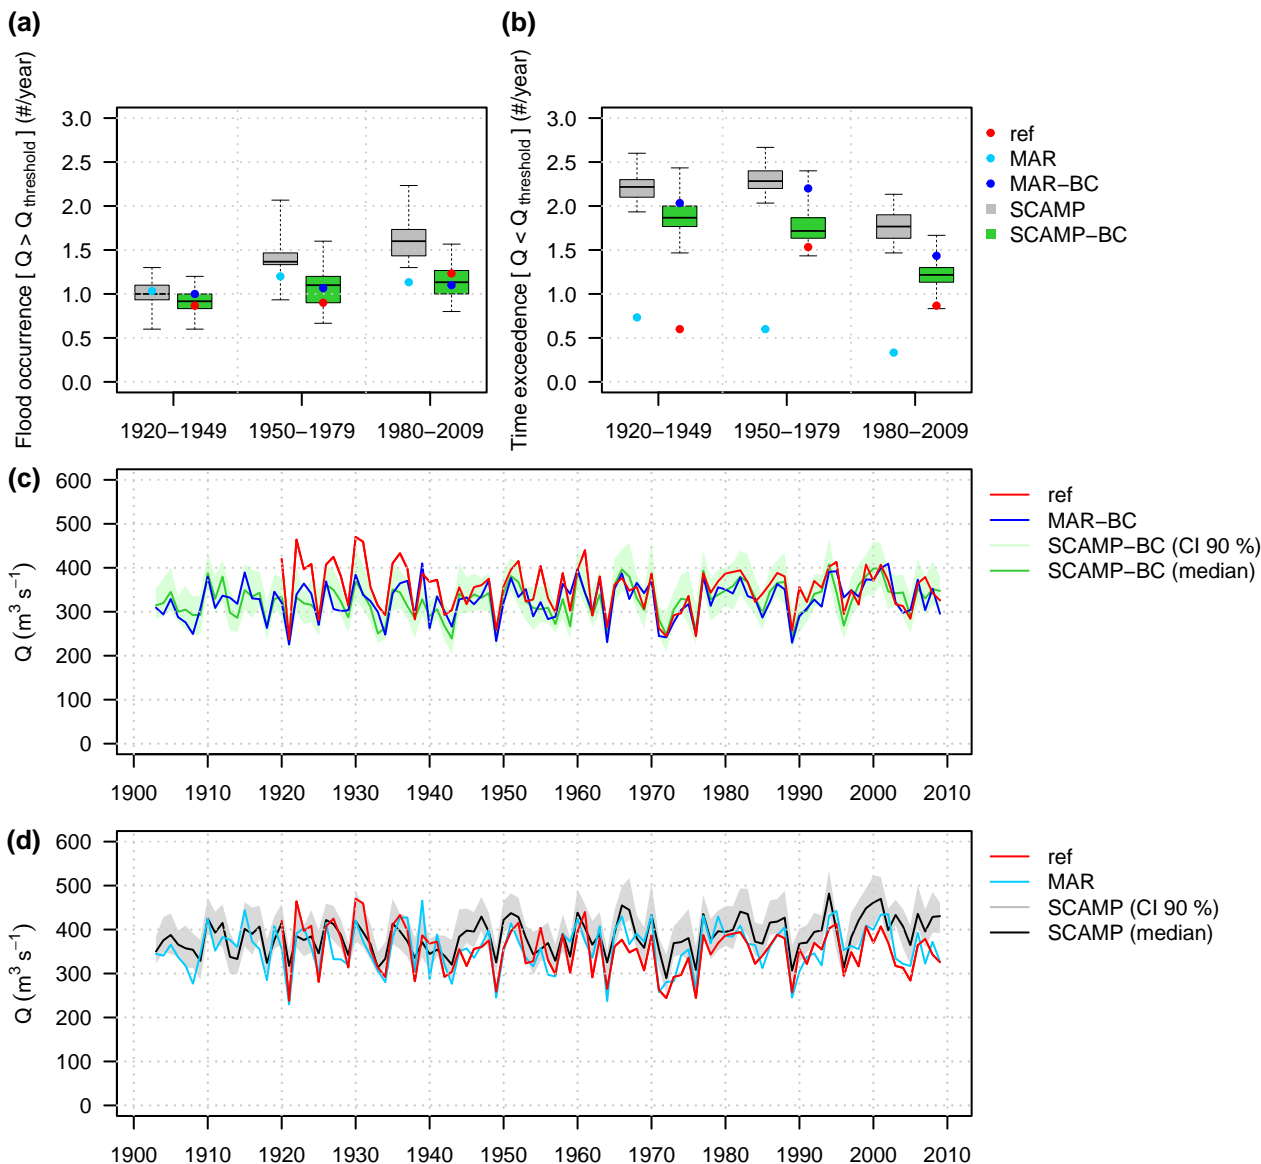 (a)
Flood occurrence [ Q > Q threshold ] (#/year)
3.0
2.5
2.0
1.5
1.0
0.5
0.0
1920−1949
1950−1979
1980−2009
(b)
Time exceedence [ Q < Q threshold ] (#/year)
3.0
2.5
2.0
1.5
1.0
0.5
0.0
1920−1949
1950−1979
1980−2009
ref
MAR
MAR−BC
SCAMP
SCAMP−BC
(c)
Q (m³ s⁻¹)
600
500
400
300
200
100
0
1900 1910 1920 1930 1940 1950 1960 1970 1980 1990 2000 2010
ref
MAR−BC
SCAMP−BC (CI 90 %)
SCAMP−BC (median)
(d)
Q (m³ s⁻¹)
600
500
400
300
200
100
0
1900 1910 1920 1930 1940 1950 1960 1970 1980 1990 2000 2010
ref
MAR
SCAMP (CI 90 %)
SCAMP (median)